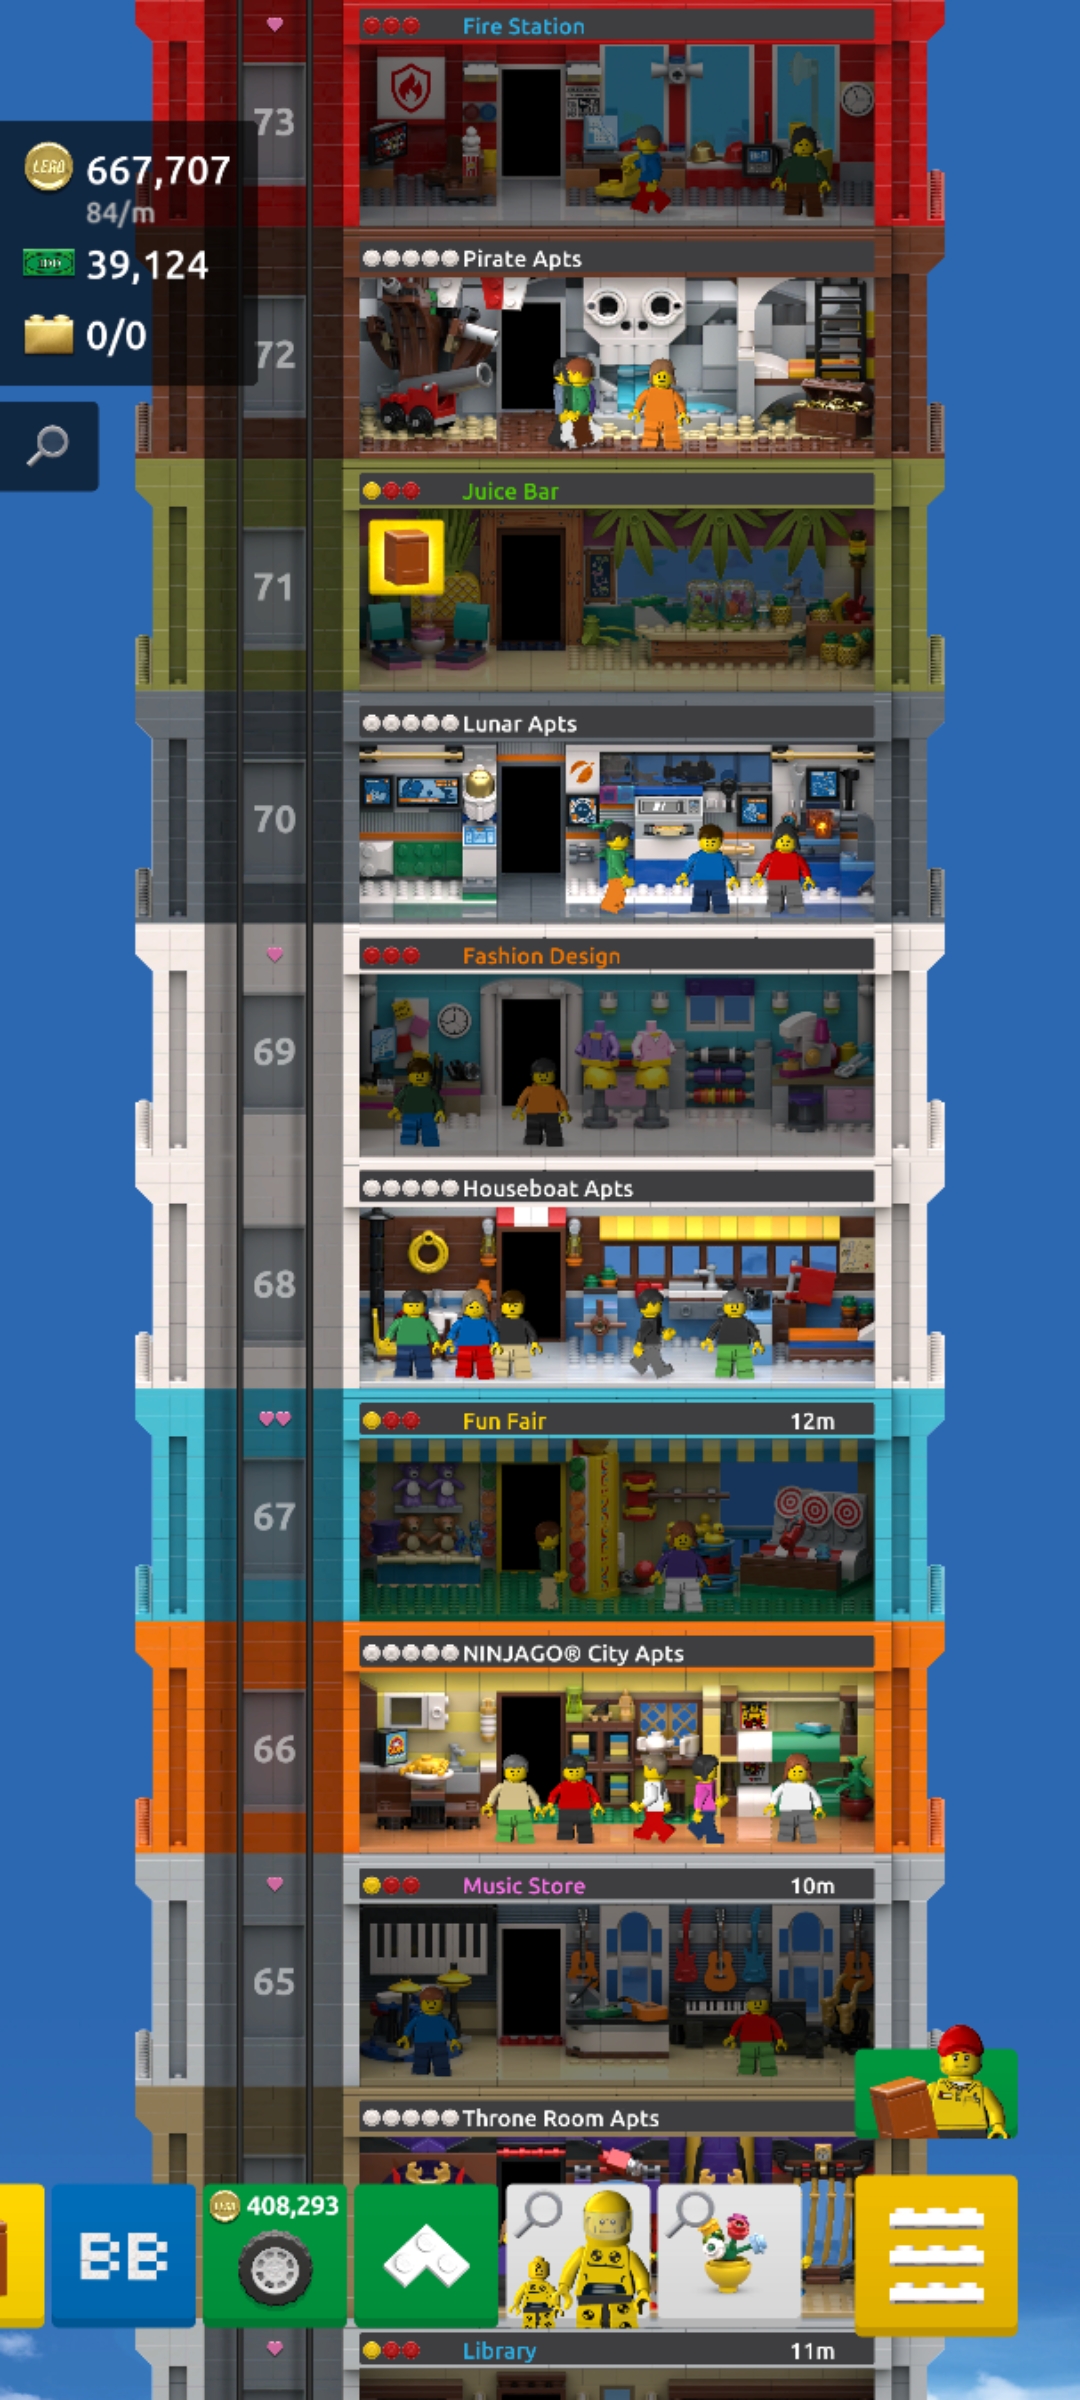 Fire Station
73
LEGO 667,707
84/m
39,124
0/0
Pirate Apts
72
Juice Bar
71
Lunar Apts
70
Fashion Design
69
Houseboat Apts
68
Fun Fair 12m
67
NINJAGO® City Apts
66
Music Store 10m
65
Throne Room Apts
BB
408,293
Library 11m